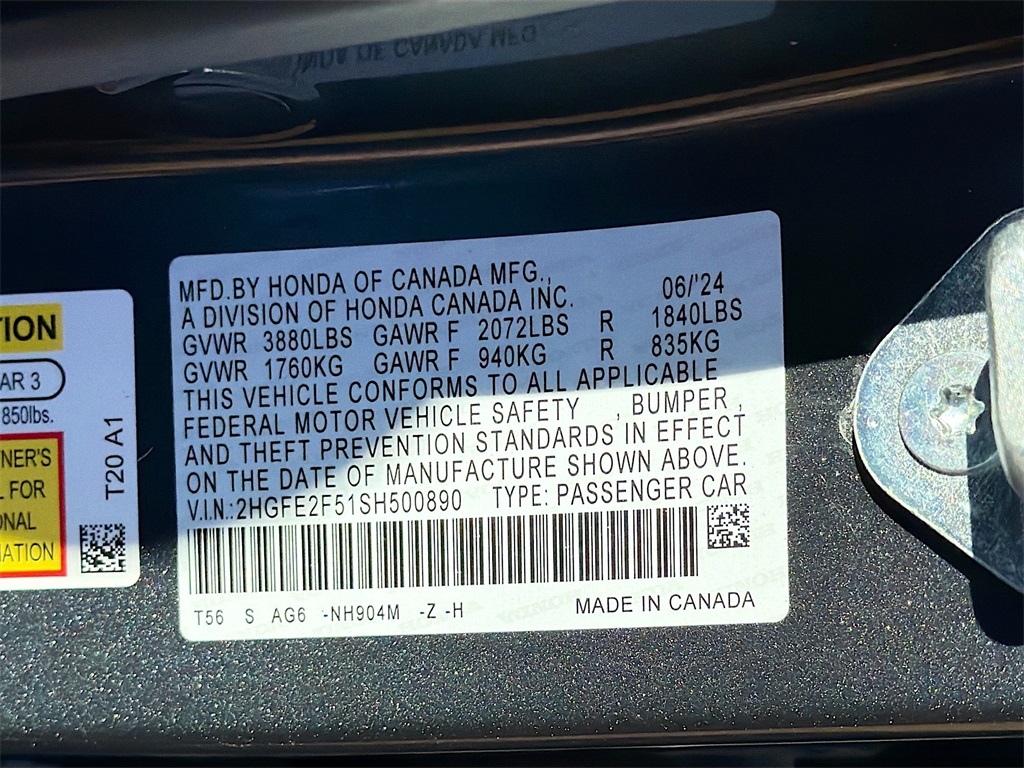 MFD.BY HONDA OF CANADA MFG.,
A DIVISION OF HONDA CANADA INC. 06/'24
GVWR 3880LBS GAWR F 2072LBS R 1840LBS
GVWR 1760KG GAWR F 940KG R 835KG
THIS VEHICLE CONFORMS TO ALL APPLICABLE
FEDERAL MOTOR VEHICLE SAFETY , BUMPER ,
AND THEFT PREVENTION STANDARDS IN EFFECT
ON THE DATE OF MANUFACTURE SHOWN ABOVE.
V.I.N.:2HGFE2F51SH500890 TYPE: PASSENGER CAR
T56 S AG6 -NH904M -Z -H MADE IN CANADA
TION
AR 3
850lbs.
NER'S
L FOR
ONAL
MATION
T20 A1